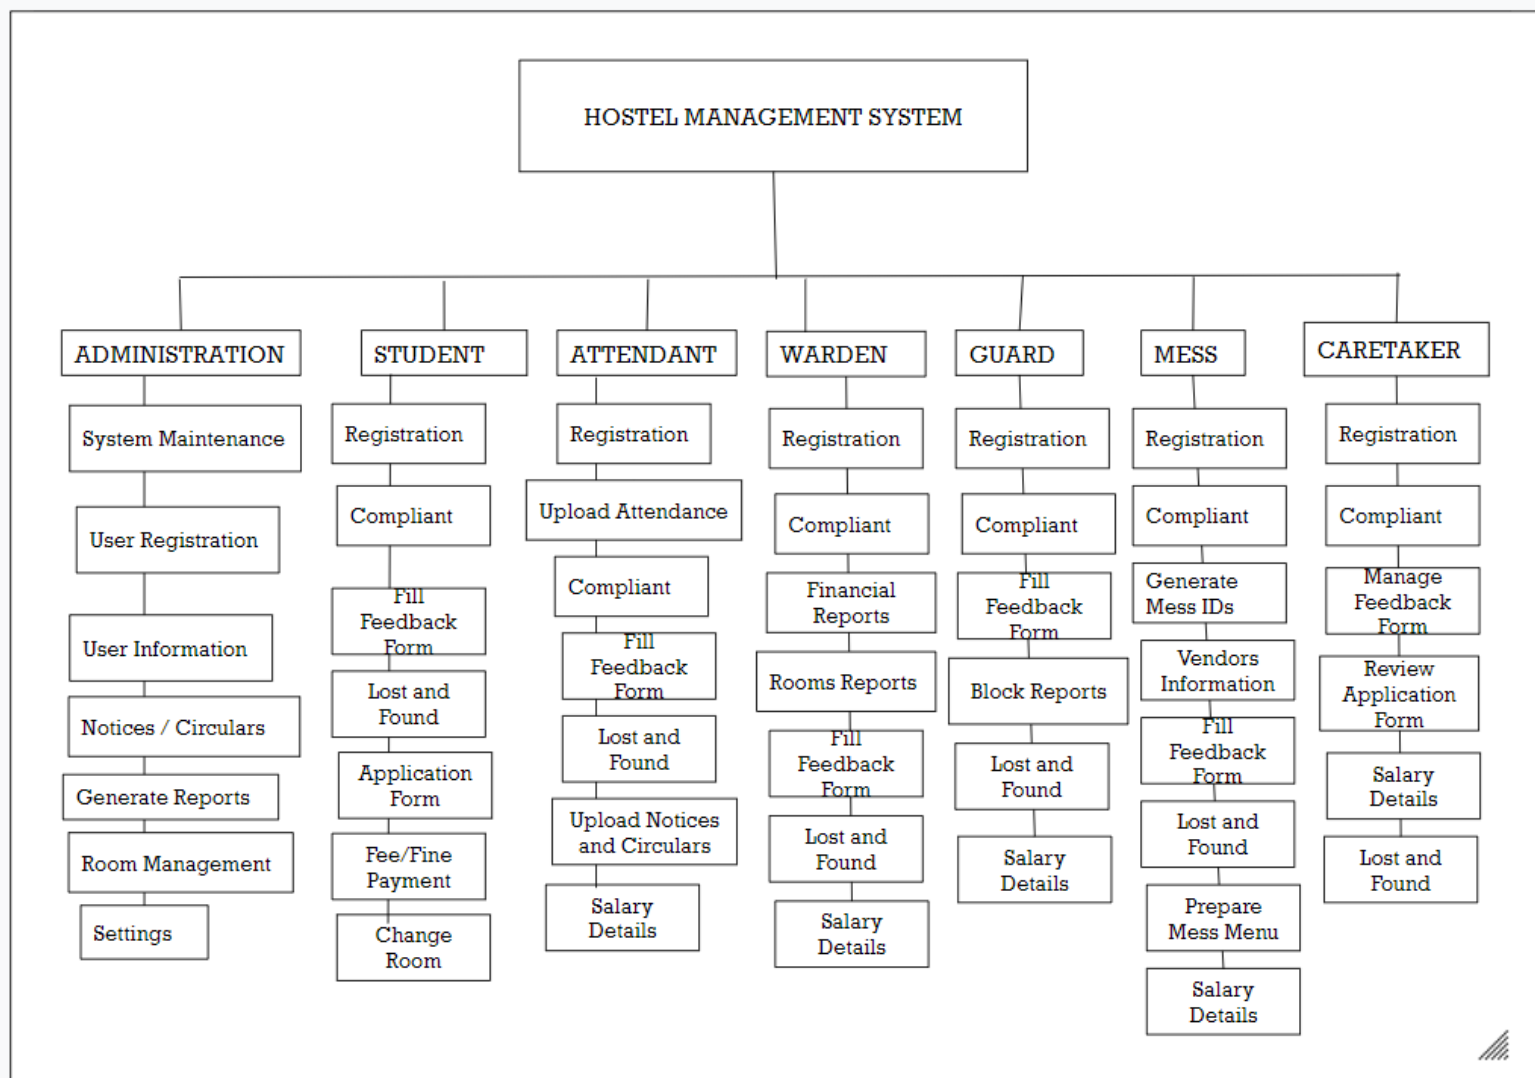 HOSTEL MANAGEMENT SYSTEM
ADMINISTRATION
System Maintenance
User Registration
User Information
Notices / Circulars
Generate Reports
Room Management
Settings
STUDENT
Registration
Compliant
Fill
Feedback
Form
Lost and
Found
Application
Form
Fee/Fine
Payment
Change
Room
ATTENDANT
Registration
Upload Attendance
Compliant
Fill
Feedback
Form
Lost and
Found
Upload Notices
and Circulars
Salary
Details
WARDEN
Registration
Compliant
Financial
Reports
Rooms Reports
Fill
Feedback
Form
Lost and
Found
Salary
Details
GUARD
Registration
Compliant
Fill
Feedback
Form
Block Reports
Lost and
Found
Salary
Details
MESS
Registration
Compliant
Generate
Mess IDs
Vendors
Information
Fill
Feedback
Form
Lost and
Found
Prepare
Mess Menu
Salary
Details
CARETAKER
Registration
Compliant
Manage
Feedback
Form
Review
Application
Form
Salary
Details
Lost and
Found